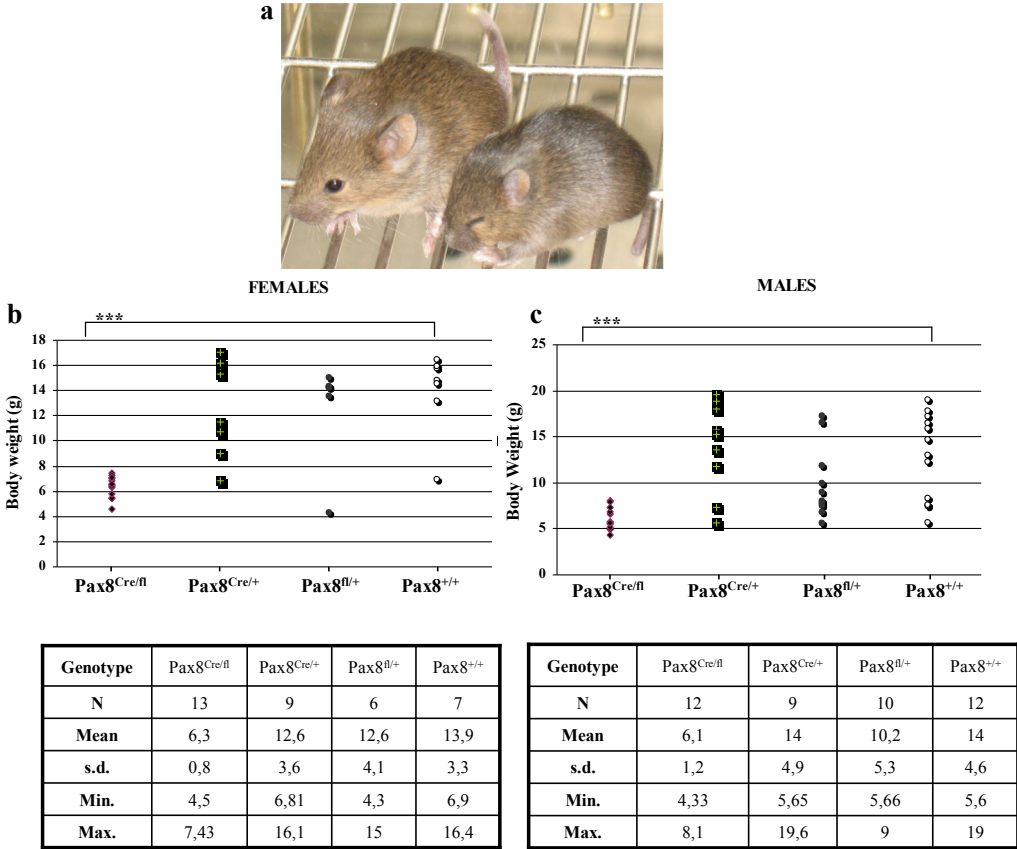 a
FEMALES
b
***
18
16
14
12
10
8
6
4
2
0
Body weight (g)
Pax8Cre/fl Pax8Cre/+ Pax8fl/+ Pax8+/+
MALES
c
***
25
20
15
10
5
0
Body Weight (g)
Pax8Cre/fl Pax8Cre/+ Pax8fl/+ Pax8+/+
Genotype Pax8Cre/fl Pax8Cre/+ Pax8fl/+ Pax8+/+
N 13 9 6 7
Mean 6,3 12,6 12,6 13,9
s.d. 0,8 3,6 4,1 3,3
Min. 4,5 6,81 4,3 6,9
Max. 7,43 16,1 15 16,4
Genotype Pax8Cre/fl Pax8Cre/+ Pax8fl/+ Pax8+/+
N 12 9 10 12
Mean 6,1 14 10,2 14
s.d. 1,2 4,9 5,3 4,6
Min. 4,33 5,65 5,66 5,6
Max. 8,1 19,6 9 19